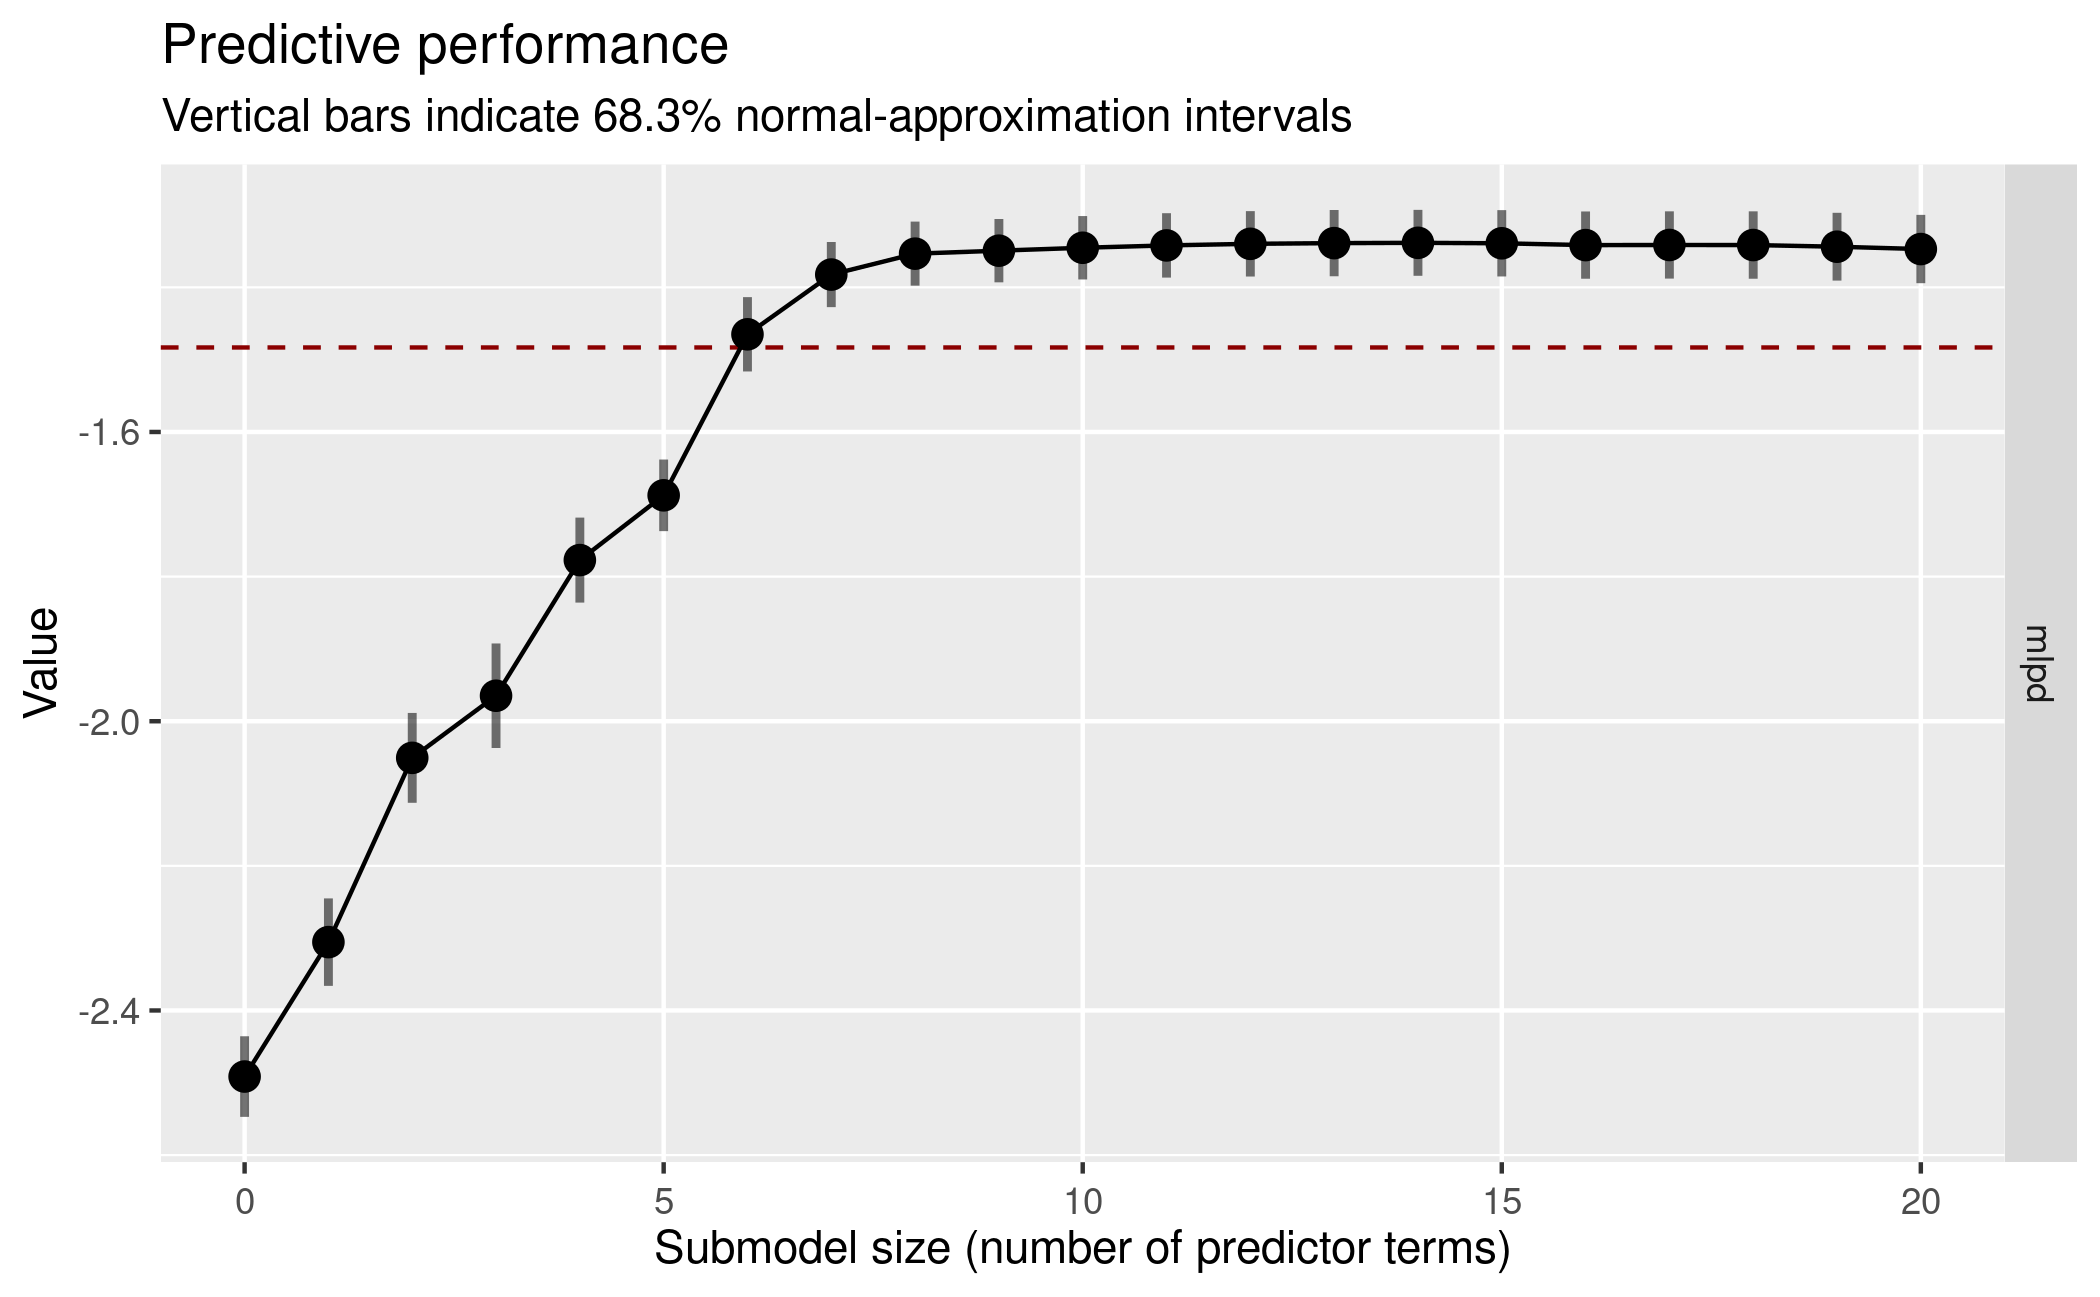 Predictive performance
Vertical bars indicate 68.3% normal-approximation intervals
Value
-1.6
-2.0
-2.4
mlpd
0 5 10 15 20
Submodel size (number of predictor terms)